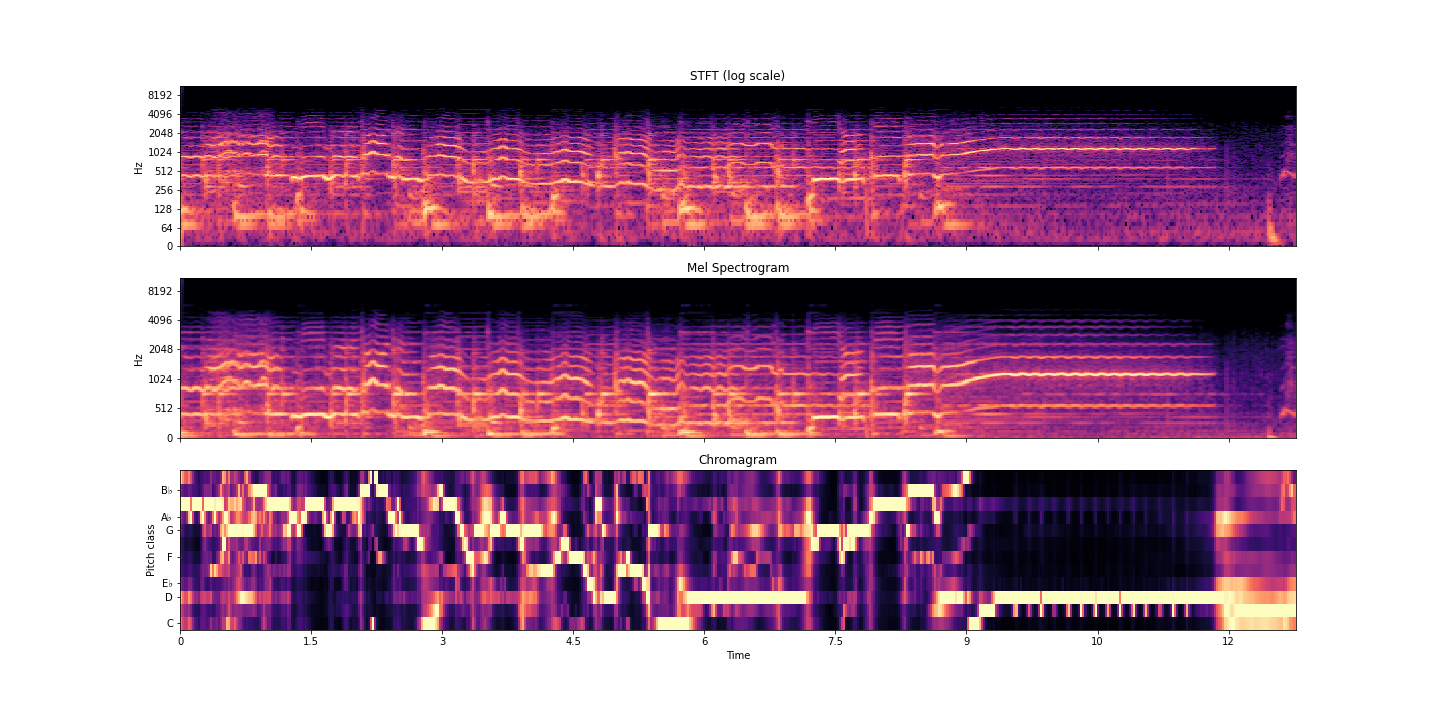 STFT (log scale)
8192
4096
2048
1024
512
256
128
64
0
Hz
Mel Spectrogram
8192
4096
2048
1024
512
0
Hz
Chromagram
B♭
A♭
G
F
E♭
D
C
Pitch class
0 1.5 3 4.5 6 7.5 9 10 12
Time